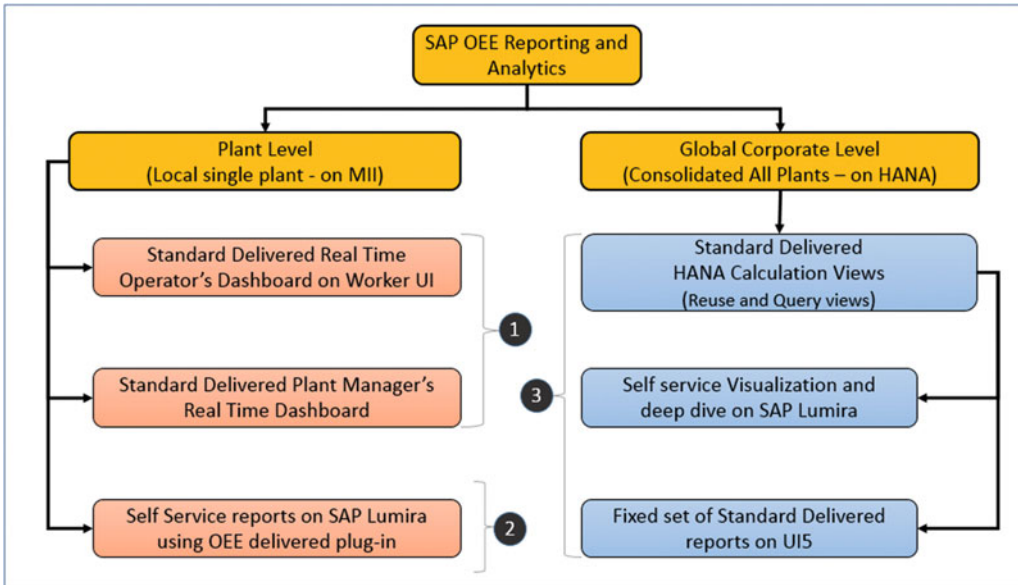 SAP OEE Reporting and
Analytics
Plant Level
(Local single plant - on MII)
Global Corporate Level
(Consolidated All Plants – on HANA)
Standard Delivered Real Time
Operator's Dashboard on Worker UI
Standard Delivered
HANA Calculation Views
(Reuse and Query views)
1
Standard Delivered Plant Manager's
Real Time Dashboard
3
Self service Visualization and
deep dive on SAP Lumira
Self Service reports on SAP Lumira
using OEE delivered plug-in
2
Fixed set of Standard Delivered
reports on UI5